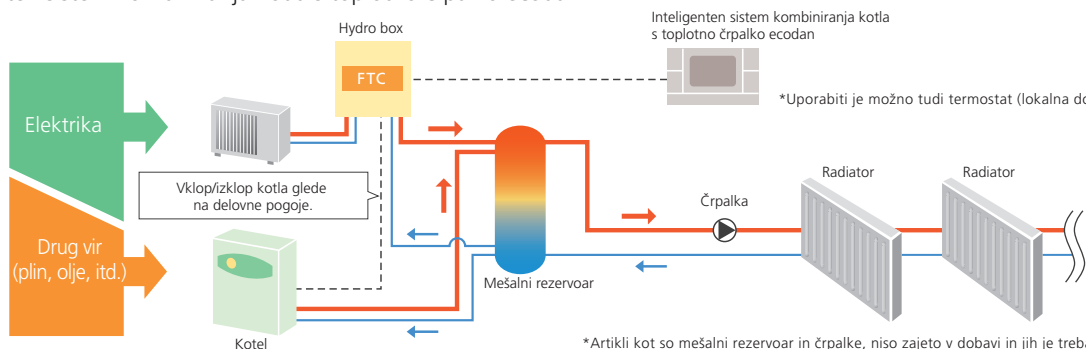 Inteligenten sistem kombiniranja kotla
s toplotno črpalko ecodan
Hydro box
FTC
*Uporabiti je možno tudi termostat (lokalna
Elektrika
Vklop/izklop kotla glede
na delovne pogoje.
Radiator
Radiator
Črpalka
Drug vir
(plin, olje, itd.)
Mešalni rezervoar
Kotel
*Artikli kot so mešalni rezervoar in črpalke, niso zajeto v dobavi in jih je